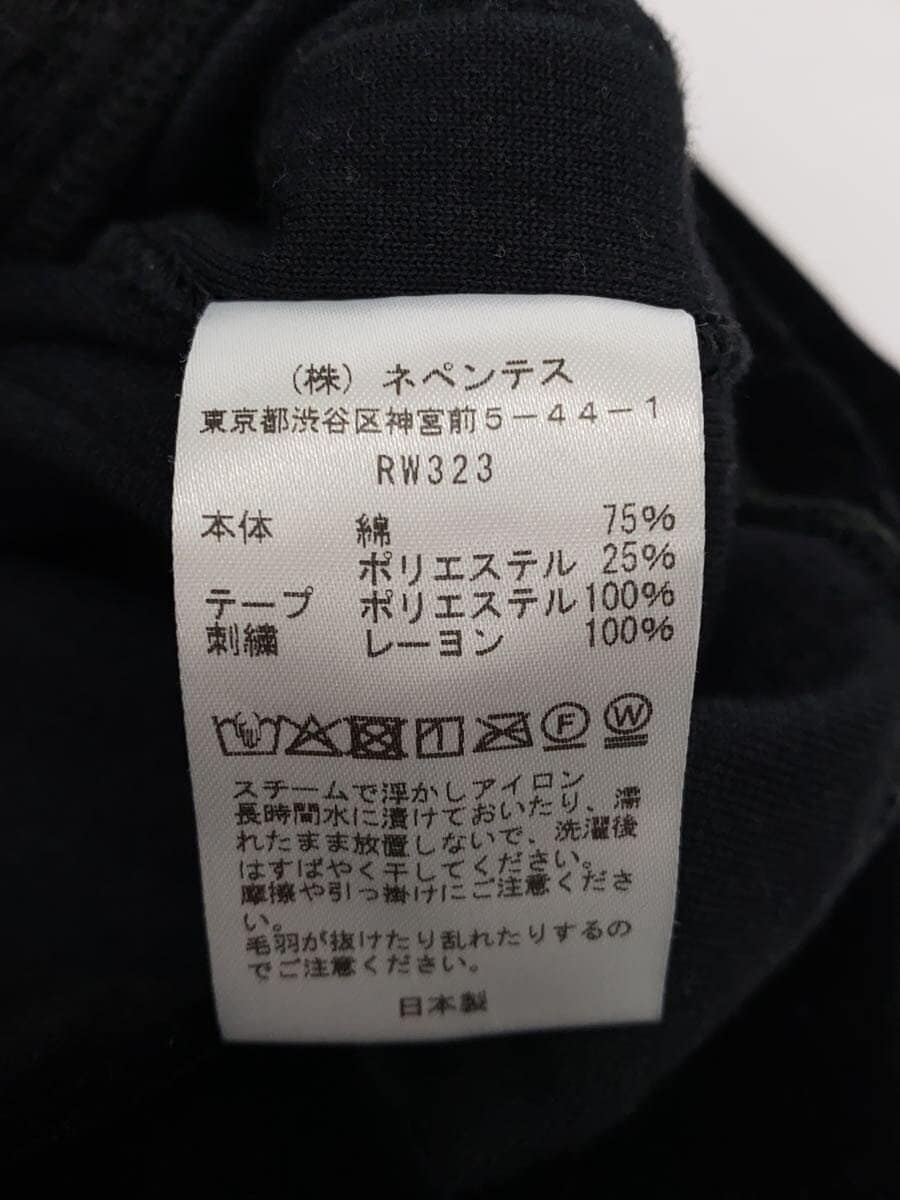 (株) ネペンテス
東京都渋谷区神宮前5-44-1
RW323
本体 綿 75%
ポリエステル 25%
テープ ポリエステル100%
刺繍 レーヨン 100%
F W
スチームで浮かしアイロン
長時間水に漬けておいたり、濡
れたまま放置しないで、洗濯後
はすばやく干してください。
摩擦や引っ掛けにご注意くださ
い。
毛羽が抜けたり乱れたりするの
でご注意ください。
日本製